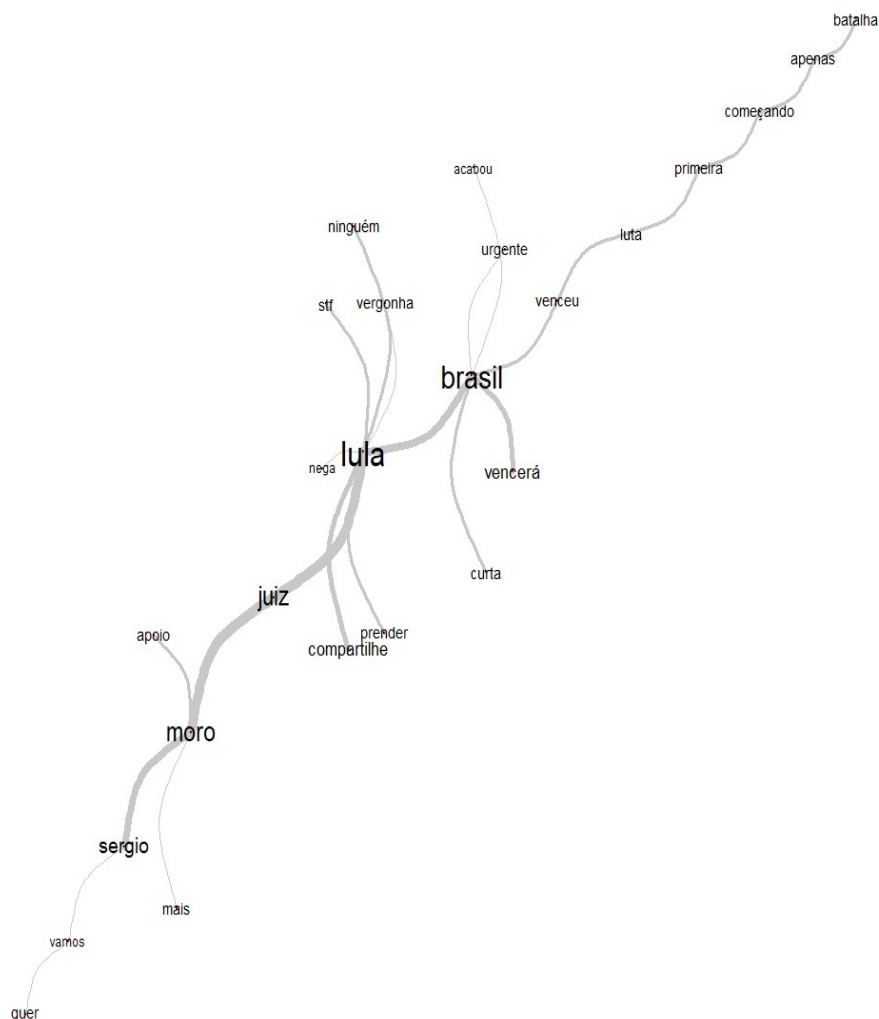 batalha
apenas
começando
primeira
acabou
ninguém
luta
urgente
stf
vergonha
venceu
brasil
lula
nega
vencerá
curta
juiz
apoio
prender
compartilhe
moro
sergio
mais
vamos
quer